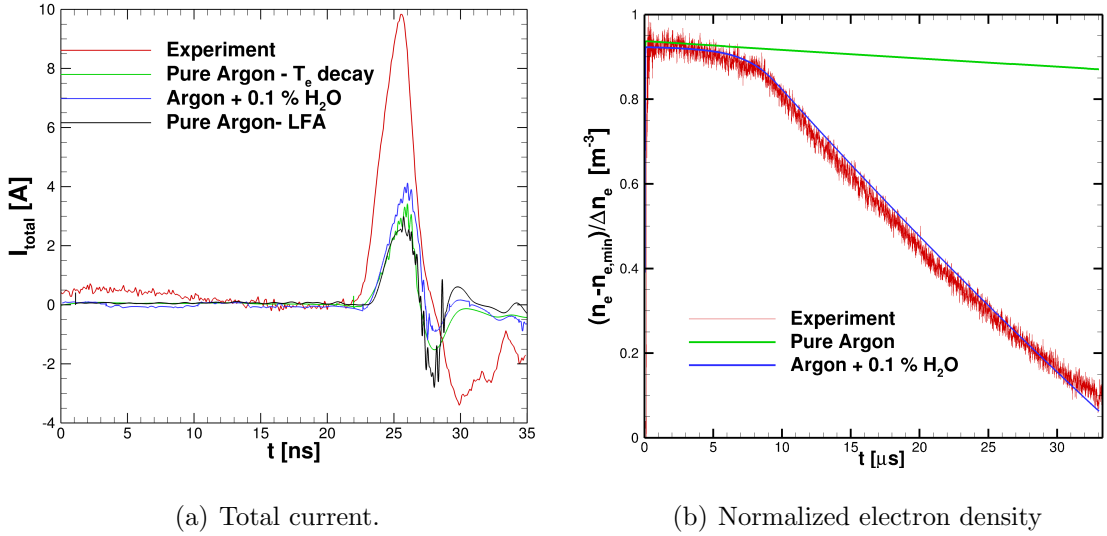 10
8
6
4
2
0
-2
-4
0 5 10 15 20 25 30 35
I_total [A]
t [ns]
Experiment
Pure Argon - T_e decay
Argon + 0.1 % H_2O
Pure Argon- LFA
(a) Total current.
1
0.8
0.6
0.4
0.2
0
0 5 10 15 20 25 30
(n_e-n_e,min)/Δn_e [m^-3]
t [μs]
Experiment
Pure Argon
Argon + 0.1 % H_2O
(b) Normalized electron density